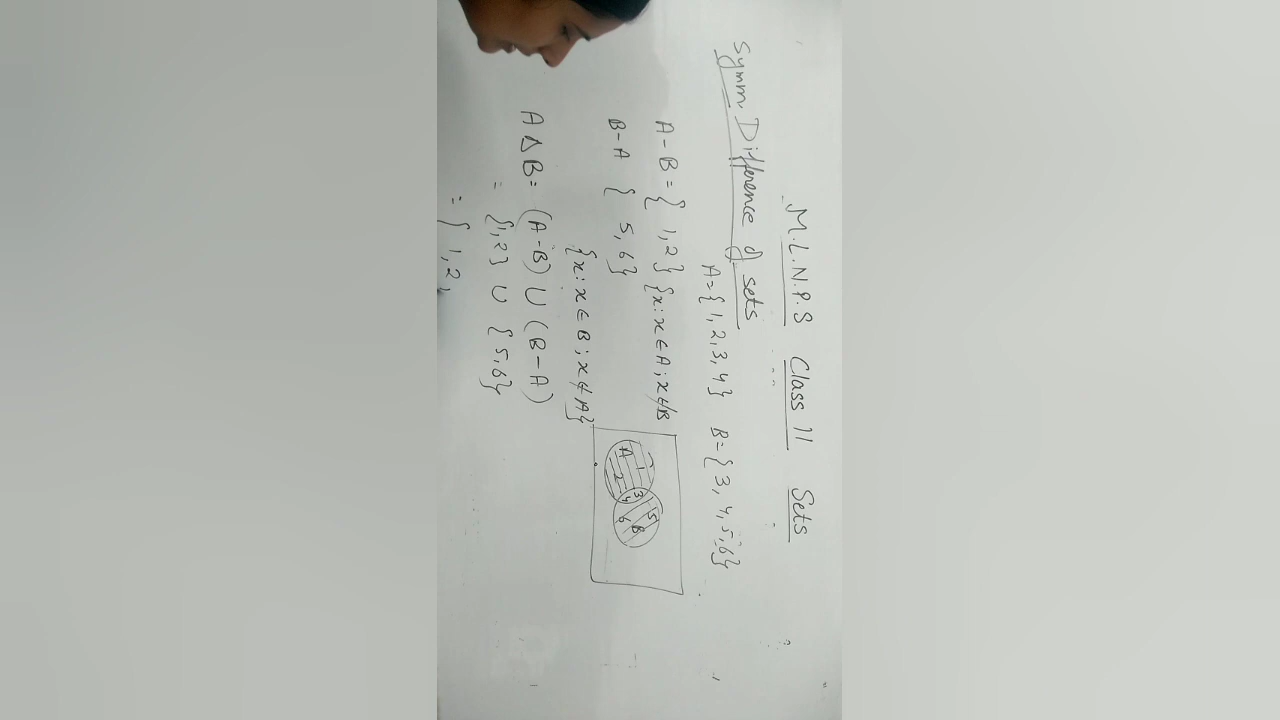 M.L.N.P.S Class 11 Sets
Symm. Difference of sets
A={1,2,3,4} B={3,4,5,6}
A-B={1,2} {x:x∈A;x∉B
B-A {5,6}
{x:x∈B;x∉A}
A 1 2 3 4 5 6 B
A Δ B = (A-B) ∪ (B-A)
= {1,2} ∪ {5,6}
= { 1,2,